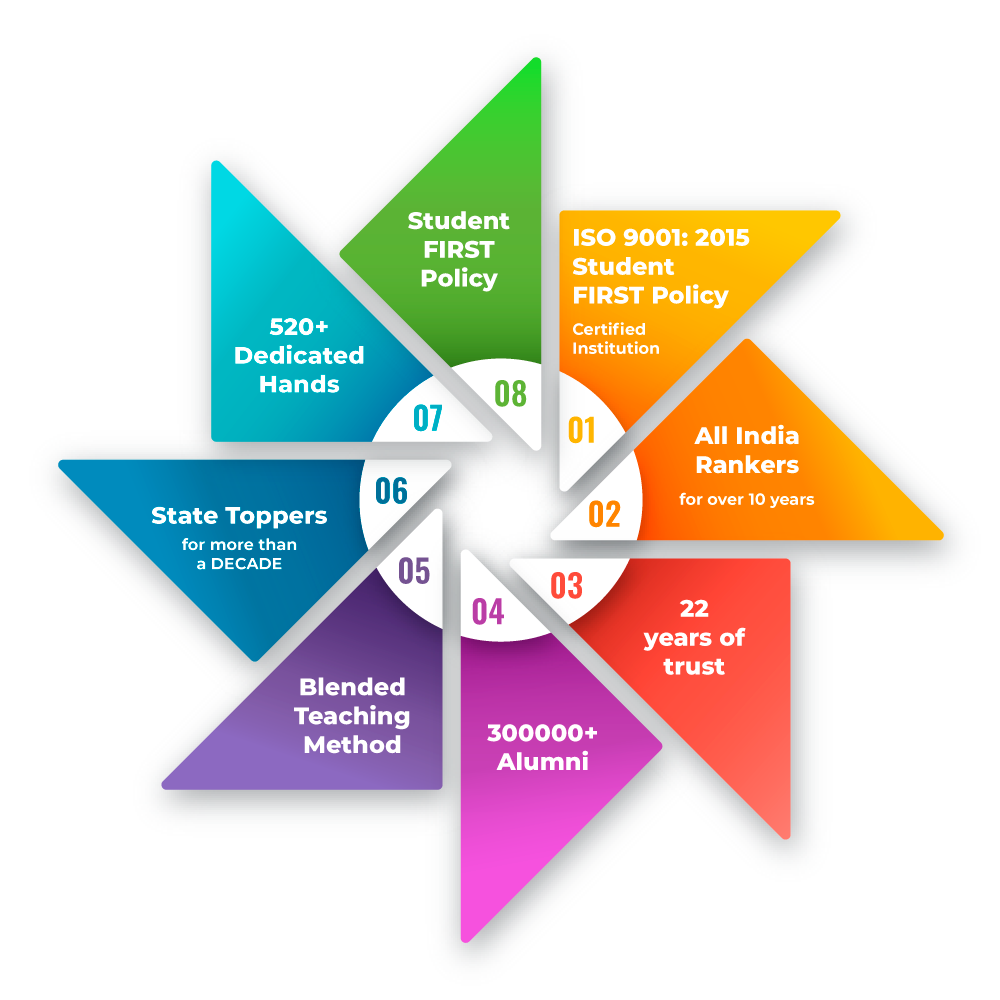 01
ISO 9001: 2015
Student
FIRST Policy
Certified
Institution
02
All India
Rankers
for over 10 years
03
22
years of
trust
04
300000+
Alumni
05
Blended
Teaching
Method
06
State Toppers
for more than
a DECADE
07
520+
Dedicated
Hands
08
Student
FIRST
Policy